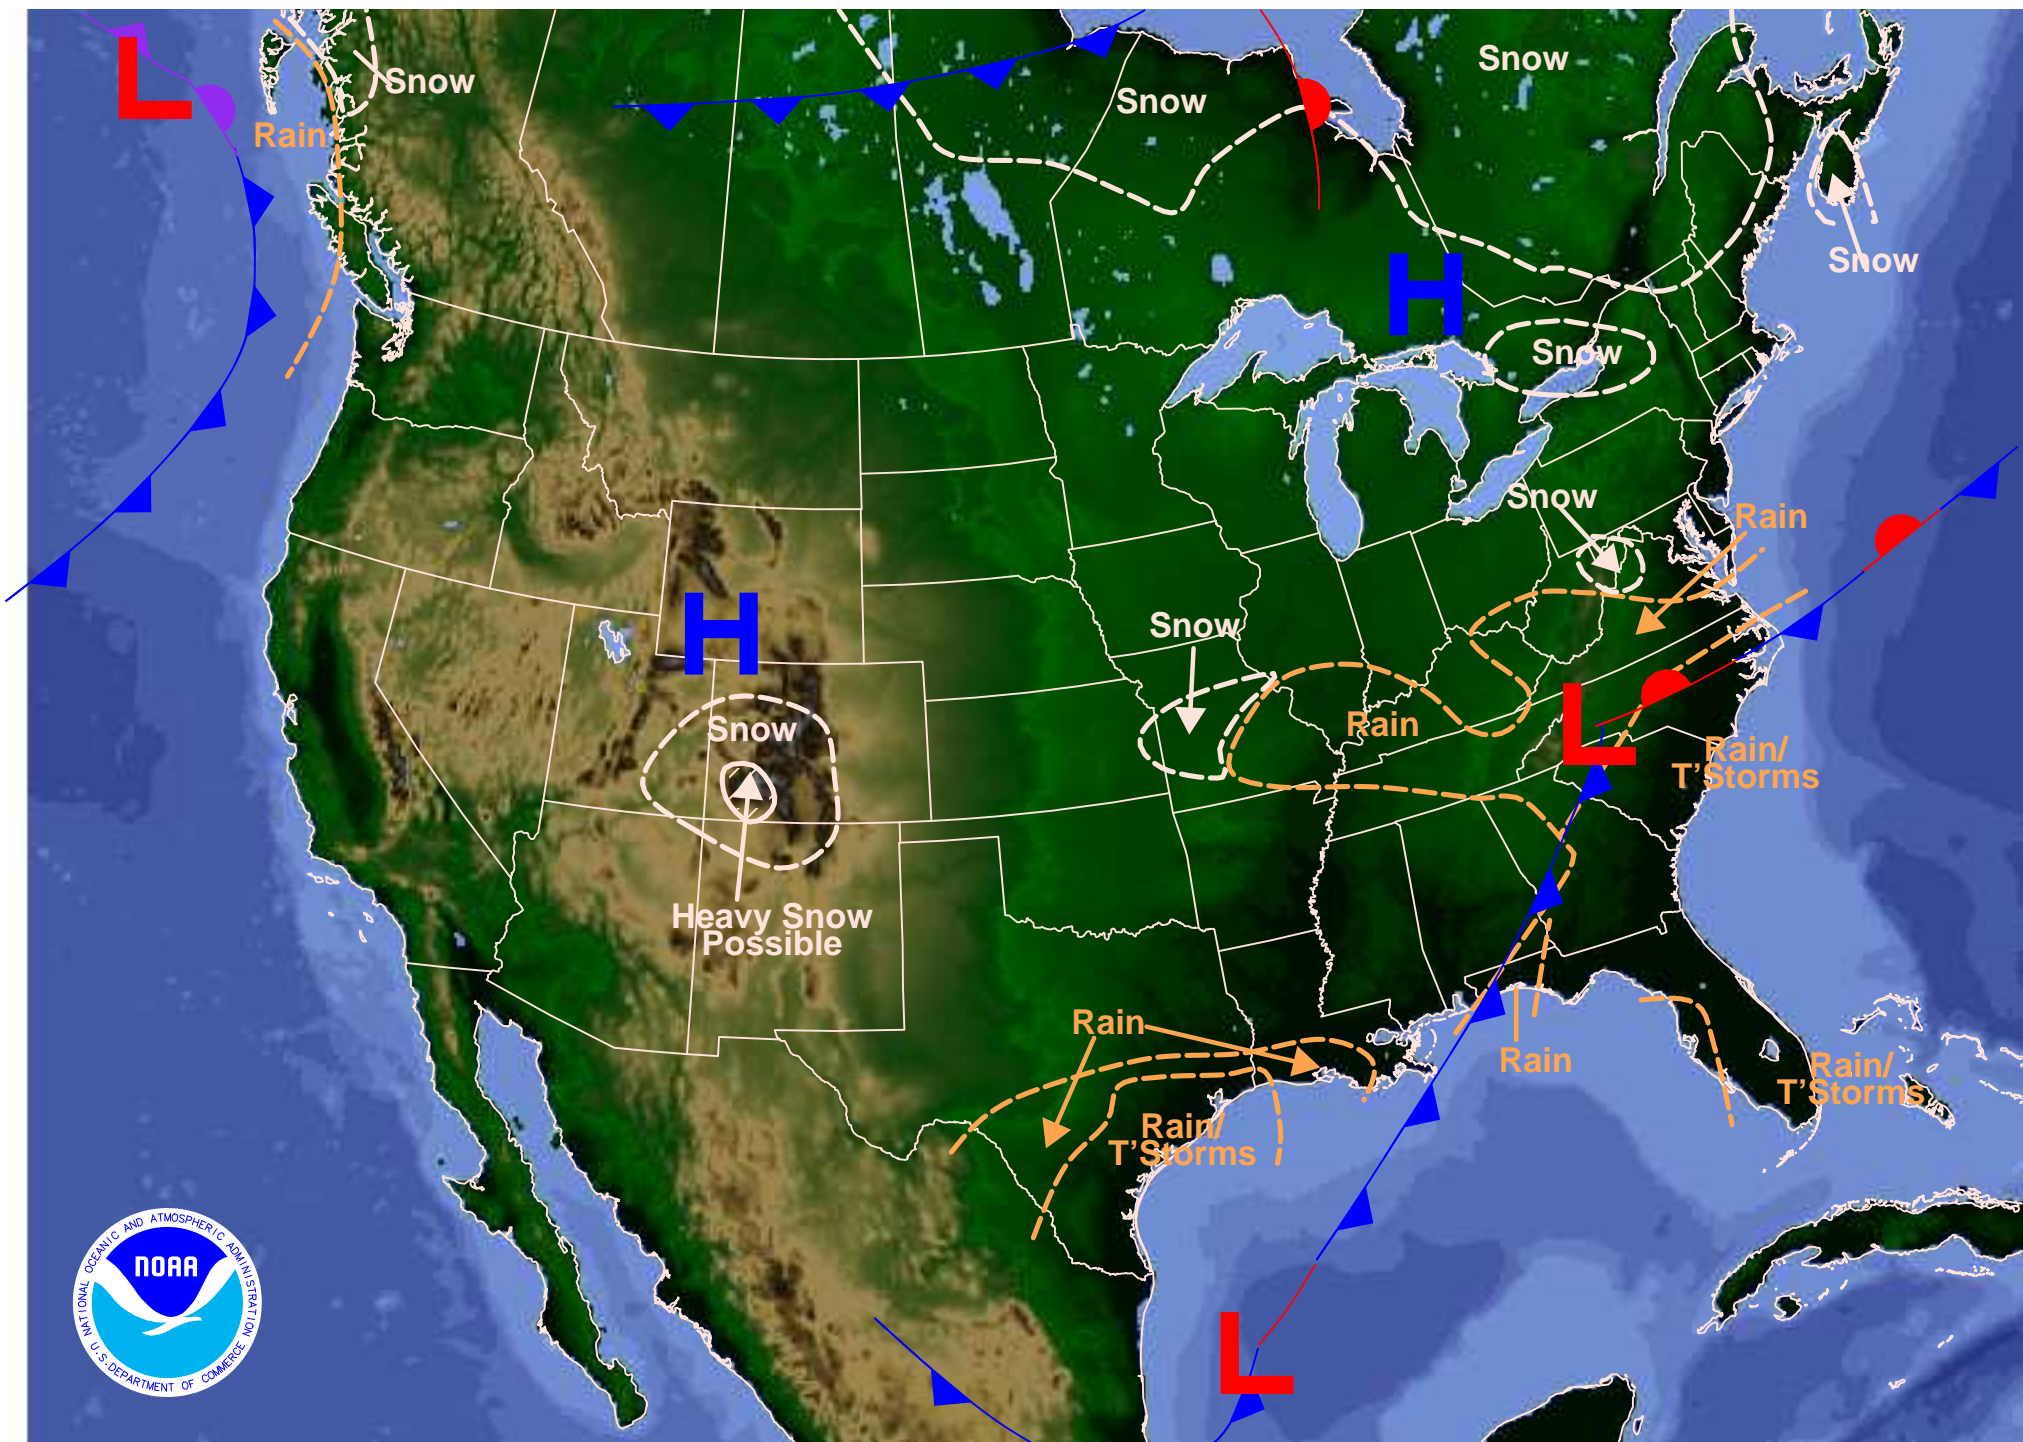 L
Snow
Rain
Snow
Snow
Snow
H
Snow
Snow
Rain
H
Snow
Snow
Rain
L
Rain/
T'Storms
Heavy Snow
Possible
Rain
Rain
Rain/
T'Storms
Rain/
T'Storms
L
NATIONAL OCEANIC AND ATMOSPHERIC ADMINISTRATION
NOAA
U.S. DEPARTMENT OF COMMERCE